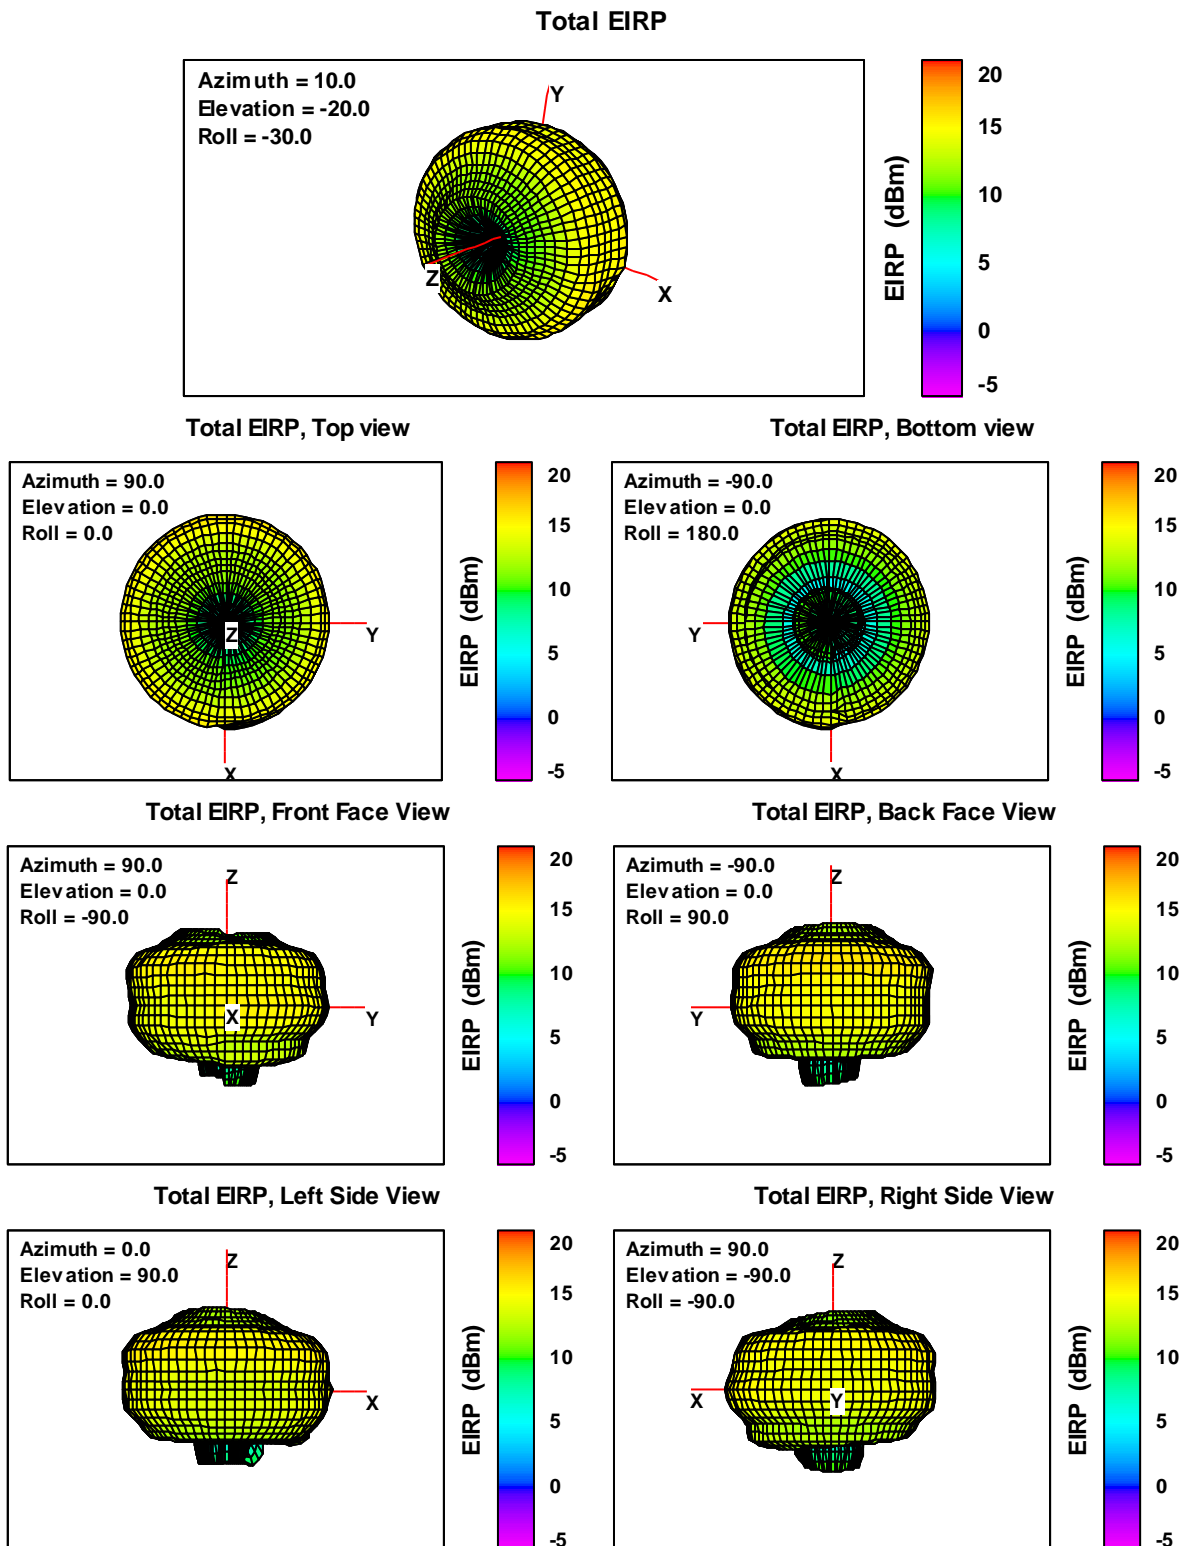 Total EIRP
Azimuth = 10.0
Elevation = -20.0
Roll = -30.0
Y
Z
X
EIRP (dBm)
20
15
10
5
0
-5
Total EIRP, Top view
Azimuth = 90.0
Elevation = 0.0
Roll = 0.0
Z
Y
X
EIRP (dBm)
20
15
10
5
0
-5
Total EIRP, Bottom view
Azimuth = -90.0
Elevation = 0.0
Roll = 180.0
Y
X
EIRP (dBm)
20
15
10
5
0
-5
Total EIRP, Front Face View
Azimuth = 90.0
Elevation = 0.0
Roll = -90.0
Z
X
Y
EIRP (dBm)
20
15
10
5
0
-5
Total EIRP, Back Face View
Azimuth = -90.0
Elevation = 0.0
Roll = 90.0
Z
Y
EIRP (dBm)
20
15
10
5
0
-5
Total EIRP, Left Side View
Azimuth = 0.0
Elevation = 90.0
Roll = 0.0
Z
X
EIRP (dBm)
20
15
10
5
0
-5
Total EIRP, Right Side View
Azimuth = 90.0
Elevation = -90.0
Roll = -90.0
Z
X
Y
EIRP (dBm)
20
15
10
5
0
-5